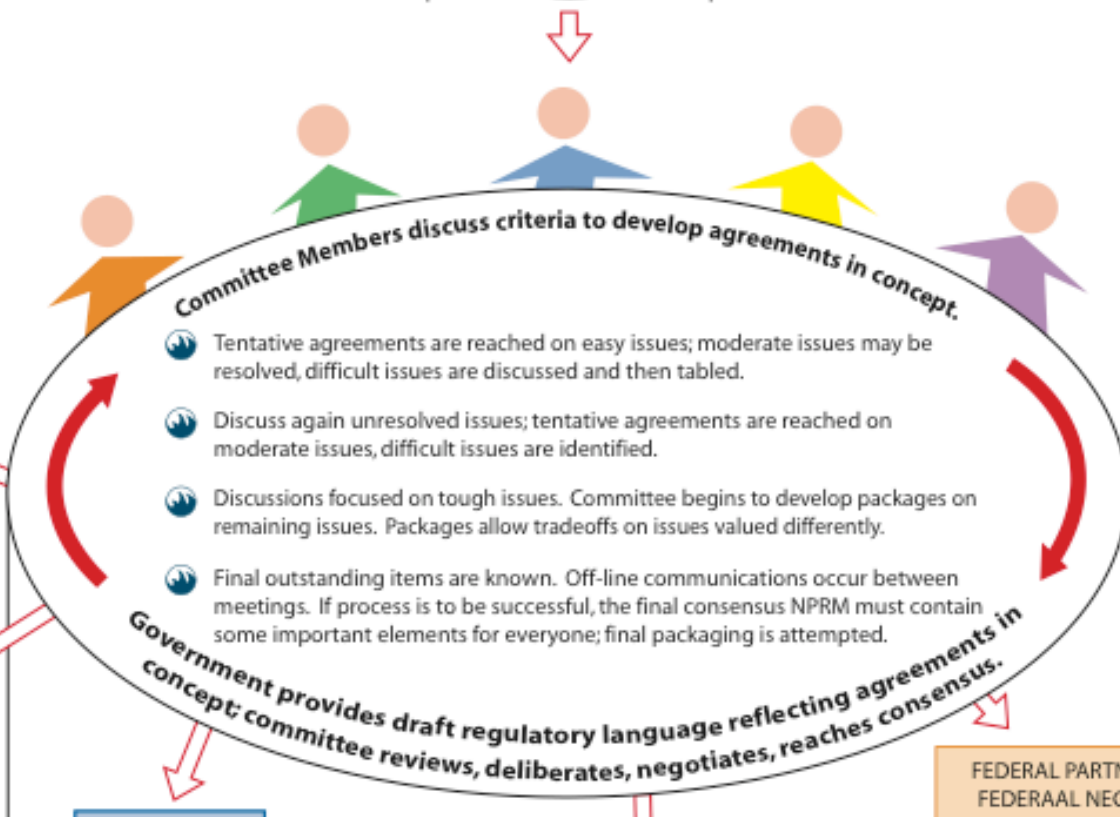 Committee Members discuss criteria to develop agreements in concept.
Tentative agreements are reached on easy issues; moderate issues may be
resolved, difficult issues are discussed and then tabled.
Discuss again unresolved issues; tentative agreements are reached on
moderate issues, difficult issues are identified.
Discussions focused on tough issues. Committee begins to develop packages on
remaining issues. Packages allow tradeoffs on issues valued differently.
Final outstanding items are known. Off-line communications occur between
meetings. If process is to be successful, the final consensus NPRM must contain
some important elements for everyone; final packaging is attempted.
Government provides draft regulatory language reflecting agreements in
concept; committee reviews, deliberates, negotiates, reaches consensus.
FEDERAL PARTN
FEDERAAL NEG